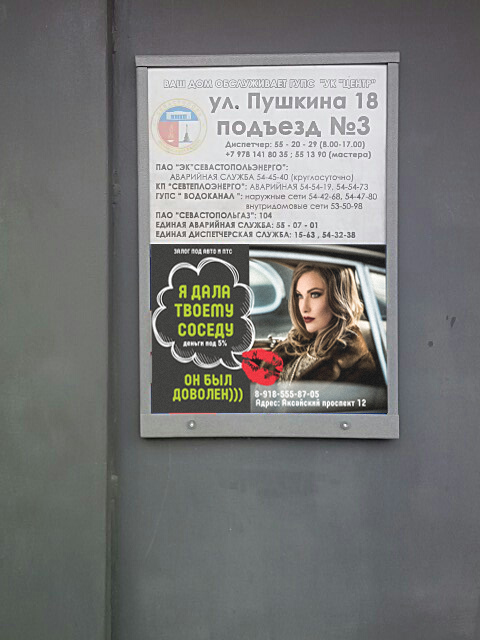 ВАШ ДОМ ОБСЛУЖИВАЕТ ГУПС "УК "ЦЕНТР"
ул. Пушкина 18
подъезд №3
Диспетчер: 55 - 20 - 29 (8.00-17.00)
+7 978 141 80 35 ; 55 13 90 (мастера)
ПАО "ЭК"СЕВАСТОПОЛЬЭНЕРГО":
АВАРИЙНАЯ СЛУЖБА 54-45-40 (круглосуточно)
КП "СЕВТЕПЛОЭНЕРГО": АВАРИЙНАЯ 54-54-19, 54-54-73
ГУПС " ВОДОКАНАЛ ": наружные сети 54-42-68, 54-47-80
внутридомовые сети 53-50-98
ПАО "СЕВАСТОПОЛЬГАЗ: 104
ЕДИНАЯ АВАРИЙНАЯ СЛУЖБА: 55 - 07 - 01
ЕДИНАЯ ДИСПЕТЧЕРСКАЯ СЛУЖБА: 15-63 , 54-32-38
ЗАЛОГ ПОД АВТО И ПТС
Я ДАЛА
ТВОЕМУ
СОСЕДУ
деньги под 5%
ОН БЫЛ
ДОВОЛЕН)))
8-918-555-87-05
Адрес: Аксайский проспект 12